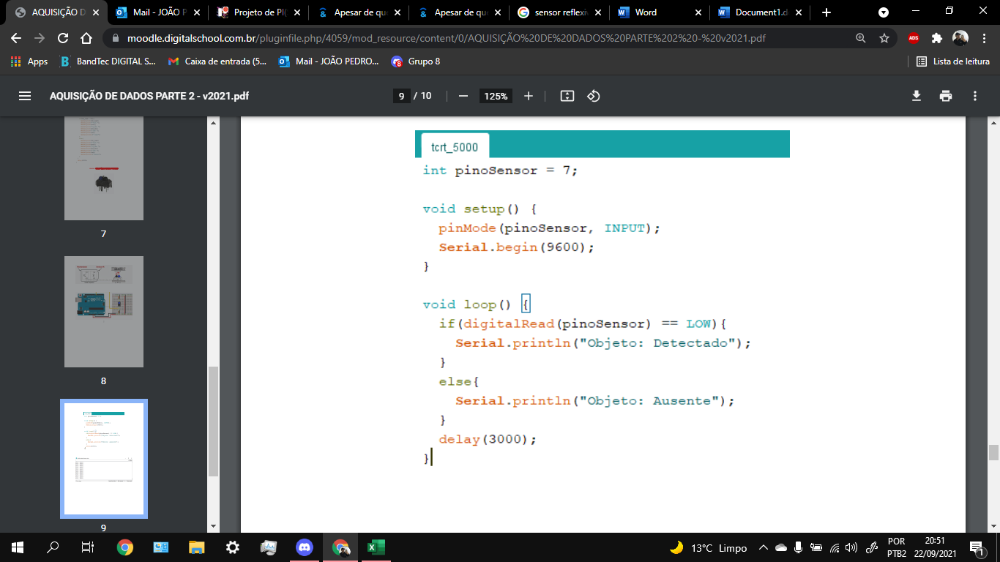 AQUISIÇÃO D
Mail - JOÃO P
Projeto de PI(
Apesar de qu
Apesar de qu
sensor reflexiv
Word
Document1.d
moodle.digitalschool.com.br/pluginfile.php/4059/mod_resource/content/0/AQUISIÇÃO%20DE%20DADOS%20PARTE%202%20-%20v2021.pdf
ADS
Apps
BandTec DIGITAL S...
Caixa de entrada (5...
Mail - JOÃO PEDRO...
Grupo 8
Lista de leitura
AQUISIÇÃO DE DADOS PARTE 2 - v2021.pdf
9 / 10
125%
7
8
9
tcrt_5000
int pinoSensor = 7;
void setup() {
pinMode(pinoSensor, INPUT);
Serial.begin(9600);
}
void loop() {
if(digitalRead(pinoSensor) == LOW){
Serial.println("Objeto: Detectado");
}
else{
Serial.println("Objeto: Ausente");
}
delay(3000);
}
13°C Limpo
POR
PTB2
20:51
22/09/2021
1